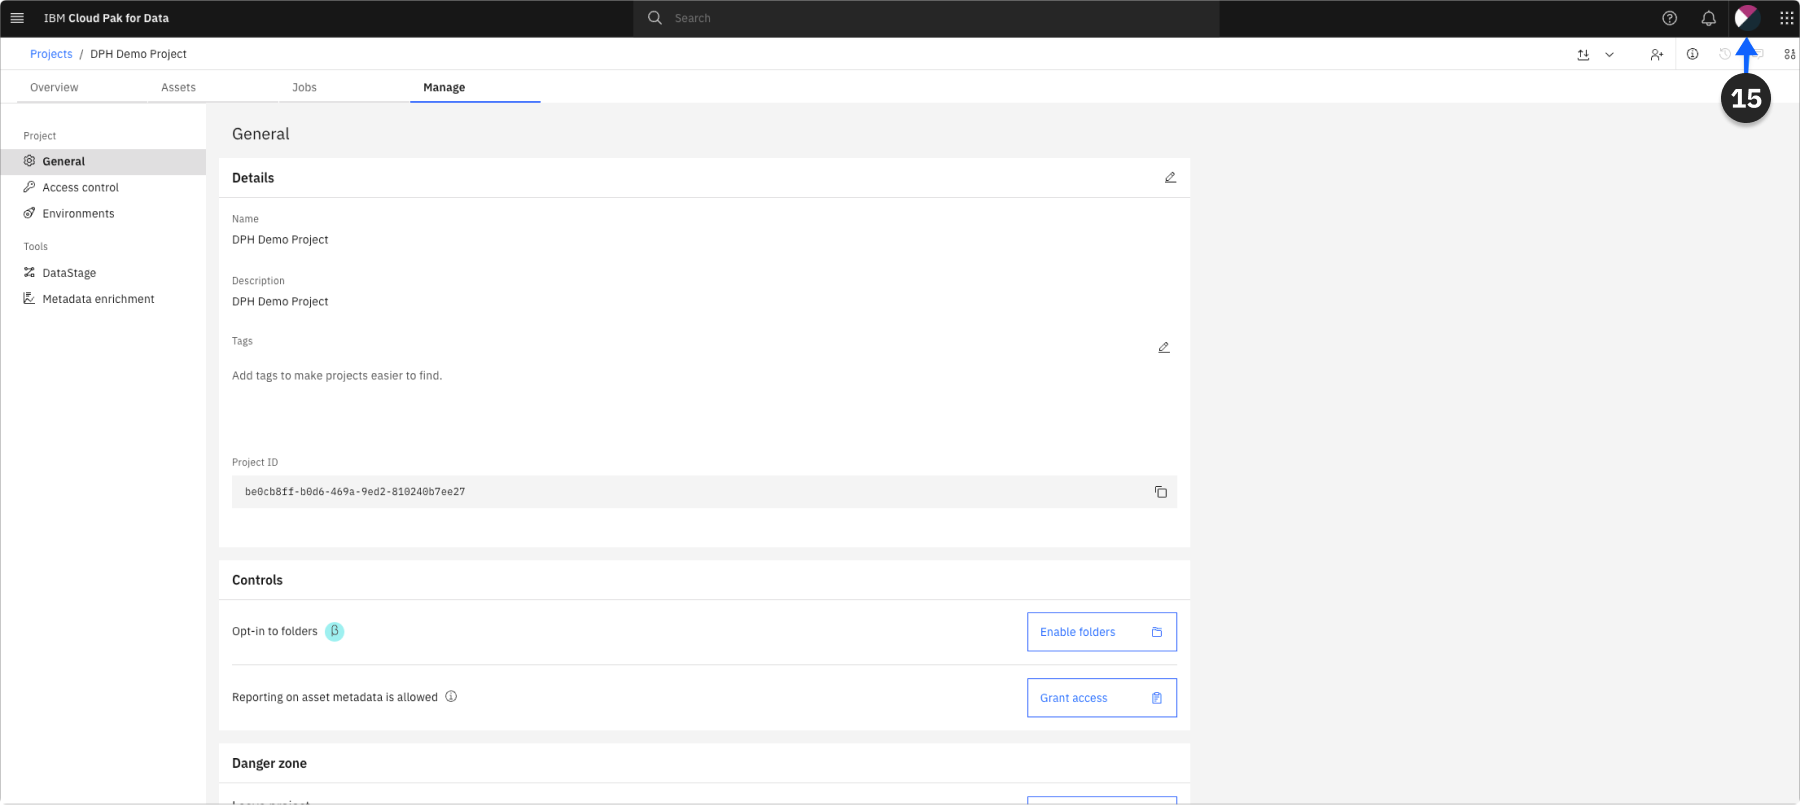 IBM Cloud Pak for Data
Search
Projects / DPH Demo Project
Overview
Assets
Jobs
Manage
15
Project
General
Access control
Environments
Tools
DataStage
Metadata enrichment
General
Details
Name
DPH Demo Project
Description
DPH Demo Project
Tags
Add tags to make projects easier to find.
Project ID
be0cb8ff-b0d6-469a-9ed2-810240b7ee27
Controls
Opt-in to folders β
Enable folders
Reporting on asset metadata is allowed
Grant access
Danger zone
Leave project